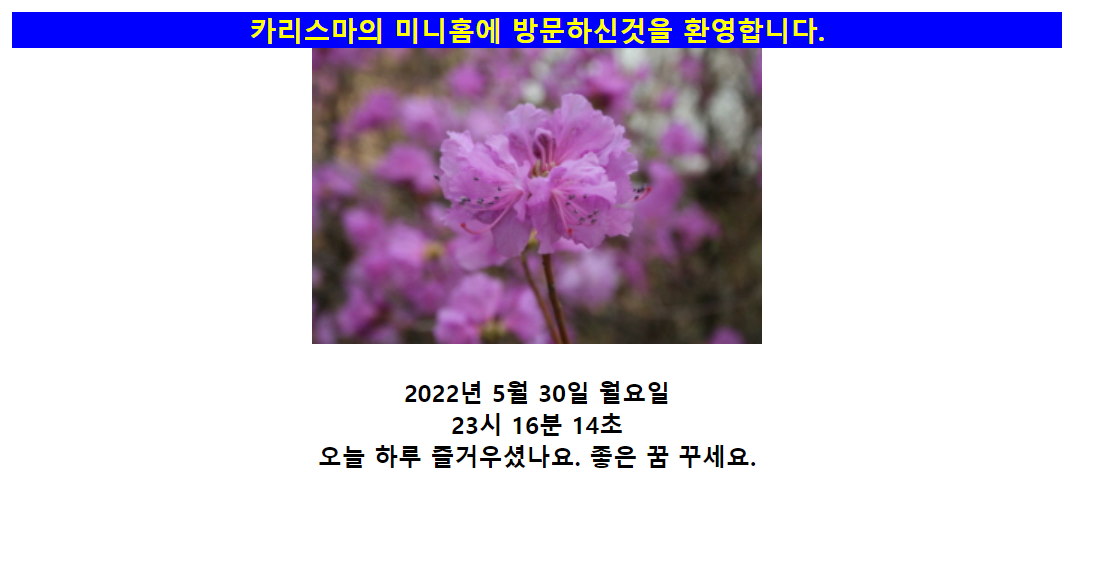 카리스마의 미니홈에 방문하신것을 환영합니다.
2022년 5월 30일 월요일
23시 16분 14초
오늘 하루 즐거우셨나요. 좋은 꿈 꾸세요.